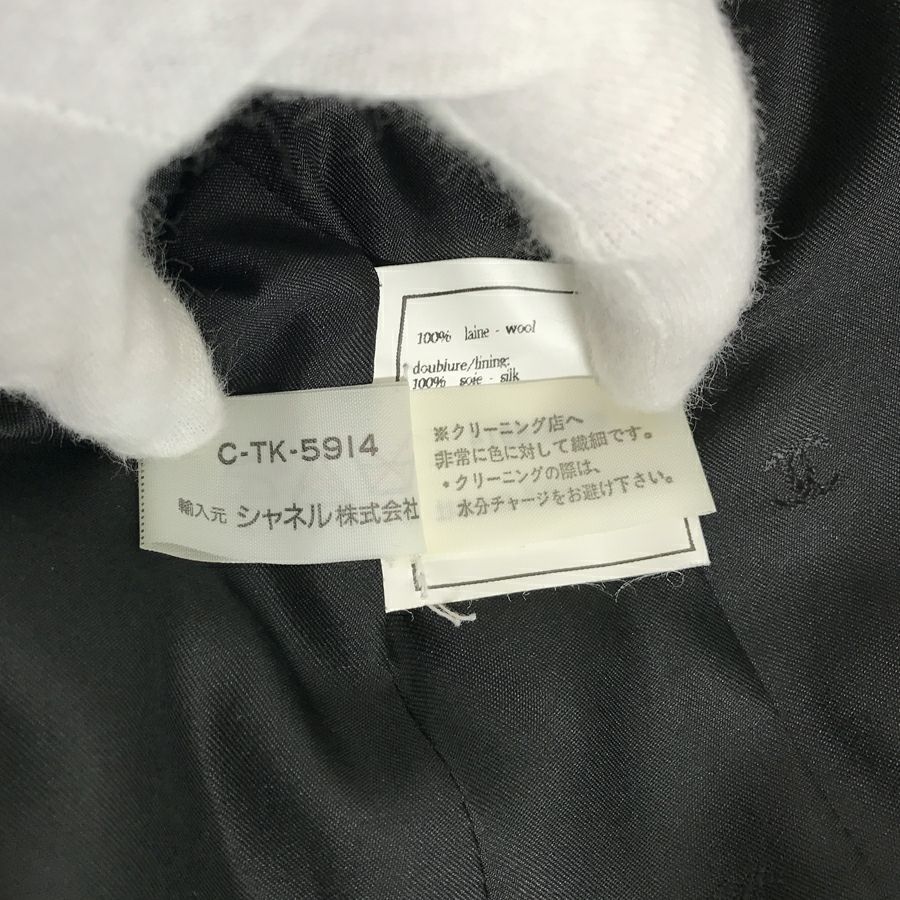 100% laine - wool
doublure/lining:
100% soie - silk
C-TK-5914
輸入元 シャネル株式会社
※クリーニング店へ
非常に色に対して繊細です。
・クリーニングの際は、
水分チャージをお避け下さい。